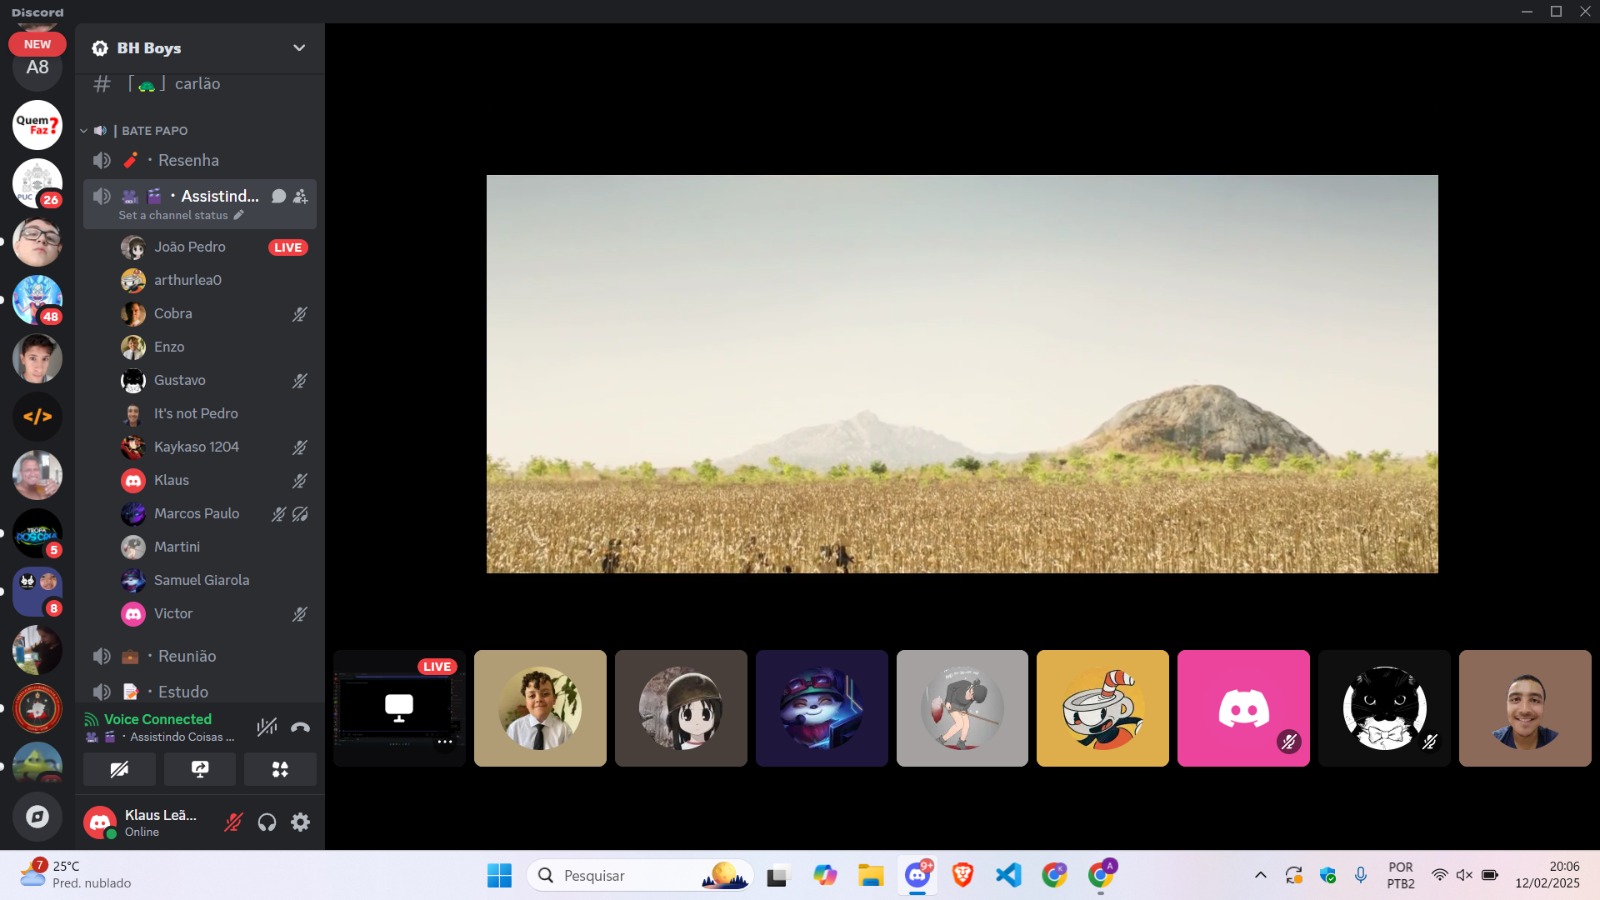 Discord
NEW
A8
BH Boys
carlão
Quem
Faz?
| BATE PAPO
Resenha
PUC
26
Assistind...
Set a channel status
João Pedro
LIVE
arthurlea0
48
Cobra
Enzo
Gustavo
It's not Pedro
</>
Kaykaso 1204
Klaus
Marcos Paulo
5
Martini
Samuel Giarola
8
Victor
Reunião
LIVE
Estudo
Voice Connected
Assistindo Coisas ...
Klaus Leã...
Online
7
25°C
Pred. nublado
Pesquisar
9+
K
A
POR
PTB2
20:06
12/02/2025